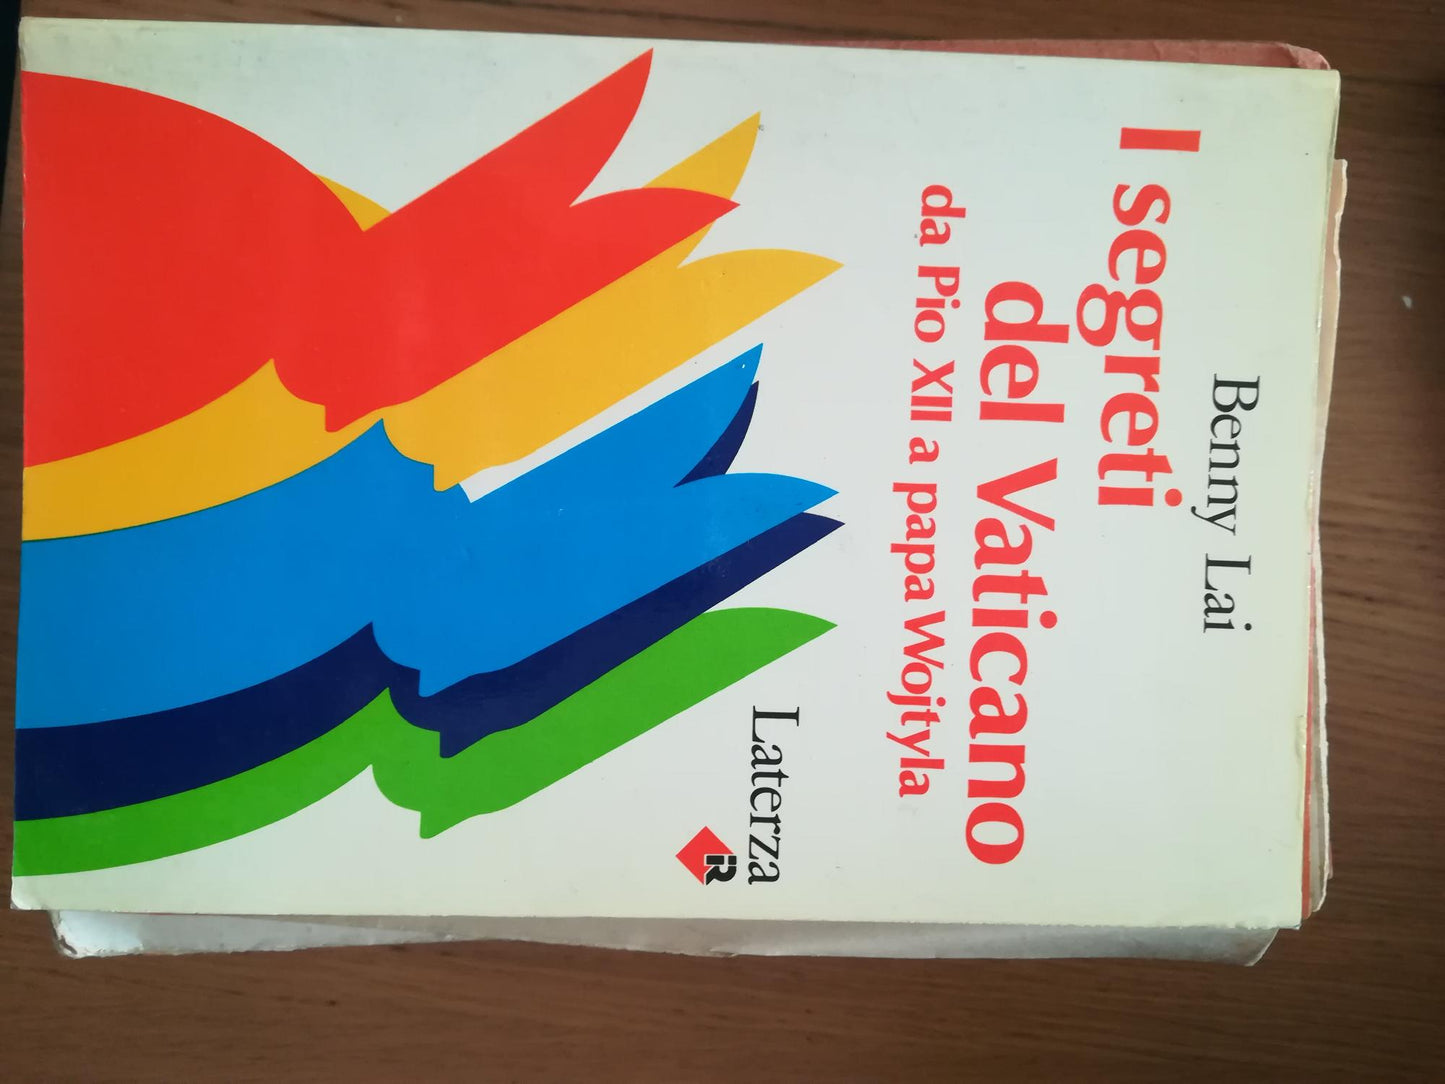 Benny Lai
I segreti
del Vaticano
da Pio XII a papa Wojtyla
Laterza